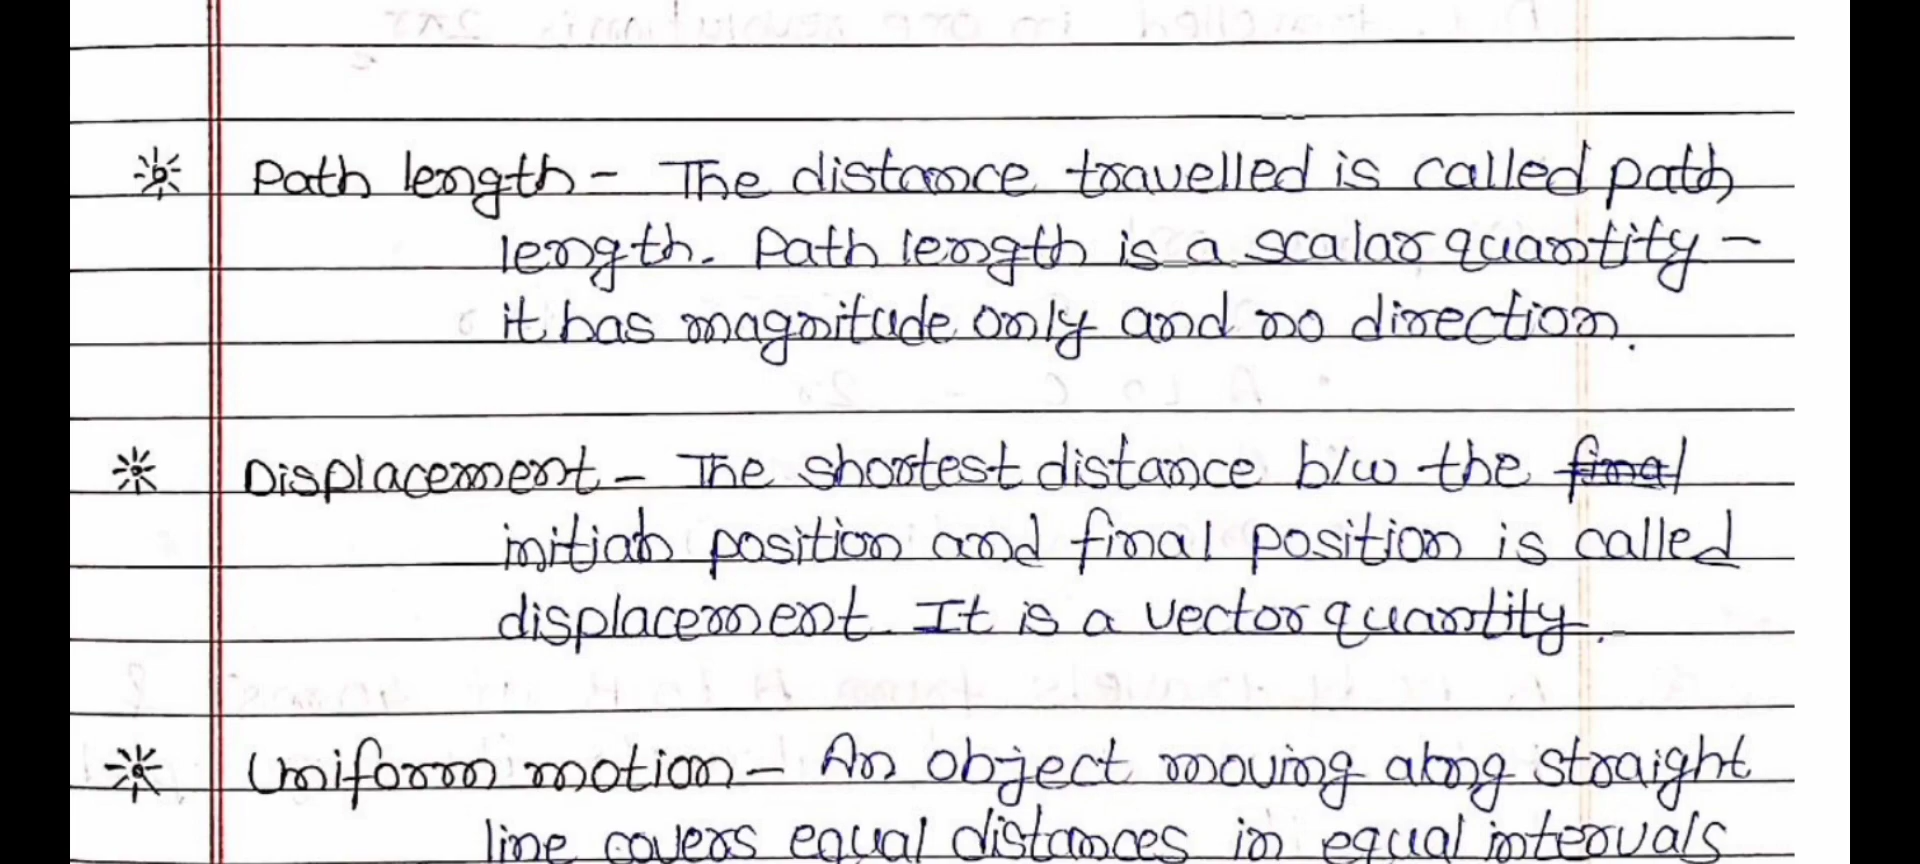 Path length - The distance travelled is called path
length. Path length is a scalar quantity -
it has magnitude only and no direction.
Displacement - The shortest distance b/w the final
initial position and final position is called
displacement. It is a vector quantity.
Uniform motion - An object moving along straight
line covers equal distances in equal intervals